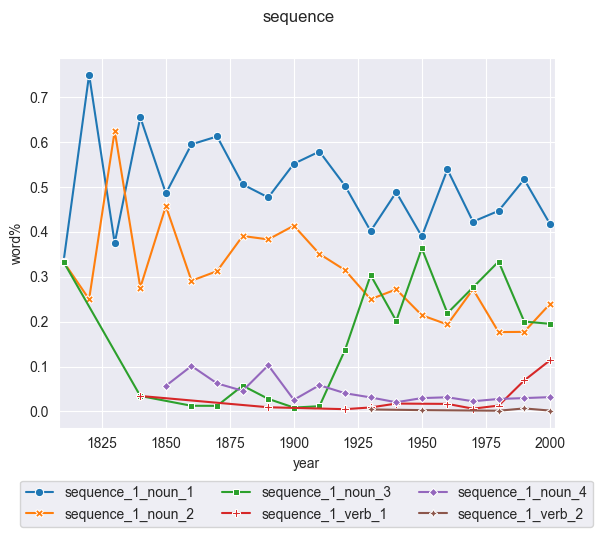 sequence
0.7
0.6
0.5
0.4
0.3
0.2
0.1
0.0
word%
1825 1850 1875 1900 1925 1950 1975 2000
year
sequence_1_noun_1 sequence_1_noun_3 sequence_1_noun_4
sequence_1_noun_2 sequence_1_verb_1 sequence_1_verb_2